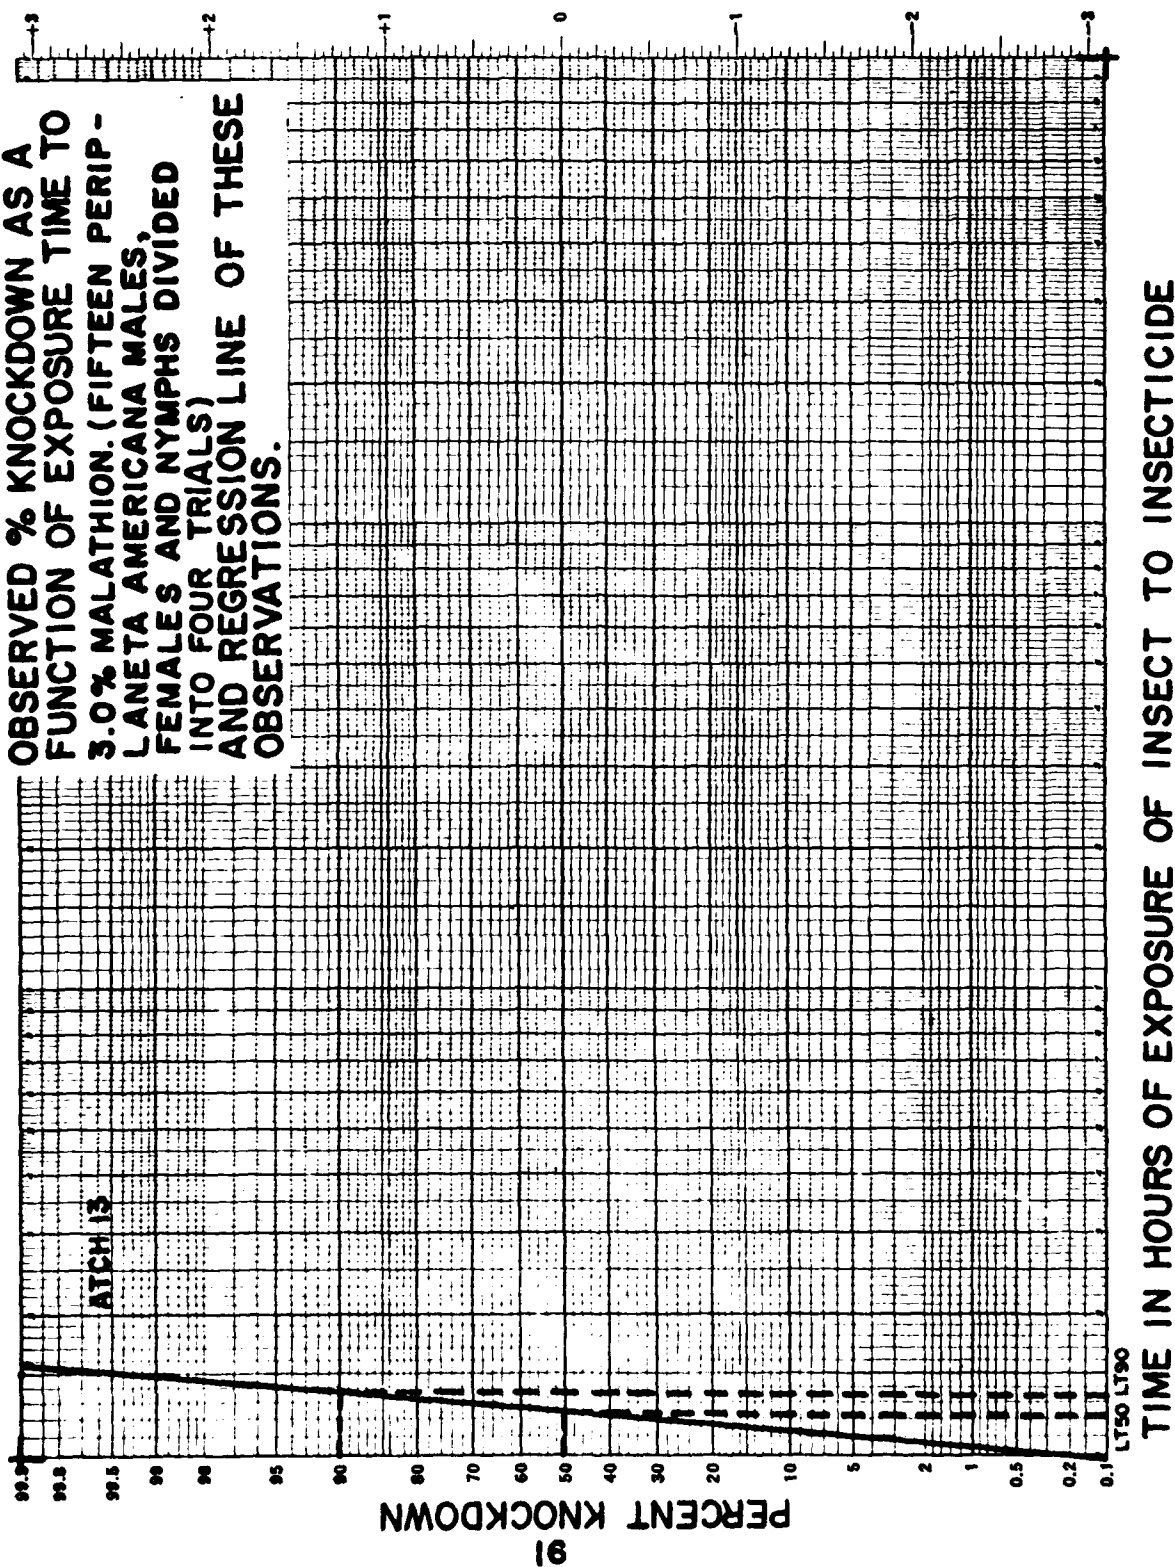 OBSERVED % KNOCKDOWN AS A
FUNCTION OF EXPOSURE TIME TO
3.0% MALATHION. (FIFTEEN PERIP-
LANETA AMERICANA MALES,
FEMALES AND NYMPHS DIVIDED
INTO FOUR TRIALS)
AND REGRESSION LINE OF THESE
OBSERVATIONS.
ATCH 13
+3
+2
+1
0
-1
-2
-3
PERCENT KNOCKDOWN
99.9
99.8
99.5
99
98
95
90
80
70
60
50
40
30
20
10
5
2
1
0.5
0.2
0.1
LT50 LT90
TIME IN HOURS OF EXPOSURE OF INSECT TO INSECTICIDE
91